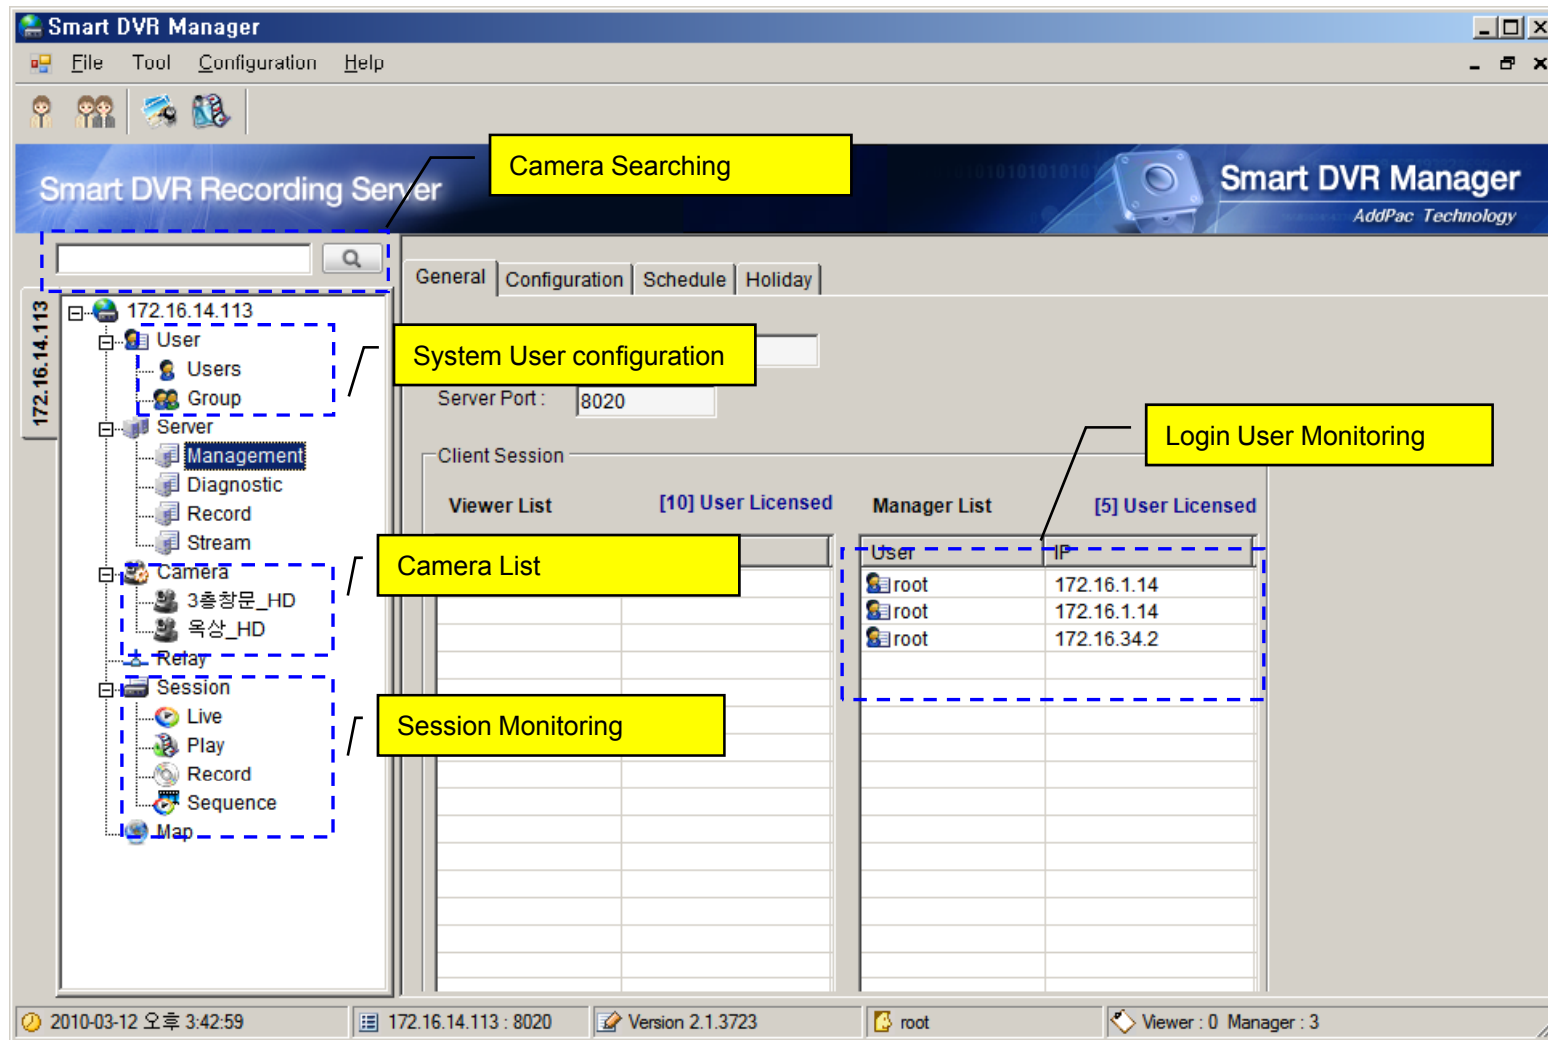 Smart DVR Manager
File Tool Configuration Help
Camera Searching
Smart DVR Recording Server
Smart DVR Manager
AddPac Technology
General Configuration Schedule Holiday
172.16.14.113
172.16.14.113
User
Users
Group
Server
Management
Diagnostic
Record
Stream
Camera
3층창문_HD
옥상_HD
Relay
Session
Live
Play
Record
Sequence
Map
System User configuration
Server Port : 8020
Login User Monitoring
Client Session
Viewer List [10] User Licensed
Manager List [5] User Licensed
Camera List
User IP
root 172.16.1.14
root 172.16.1.14
root 172.16.34.2
Session Monitoring
2010-03-12 오후 3:42:59
172.16.14.113 : 8020
Version 2.1.3723
root
Viewer : 0 Manager : 3